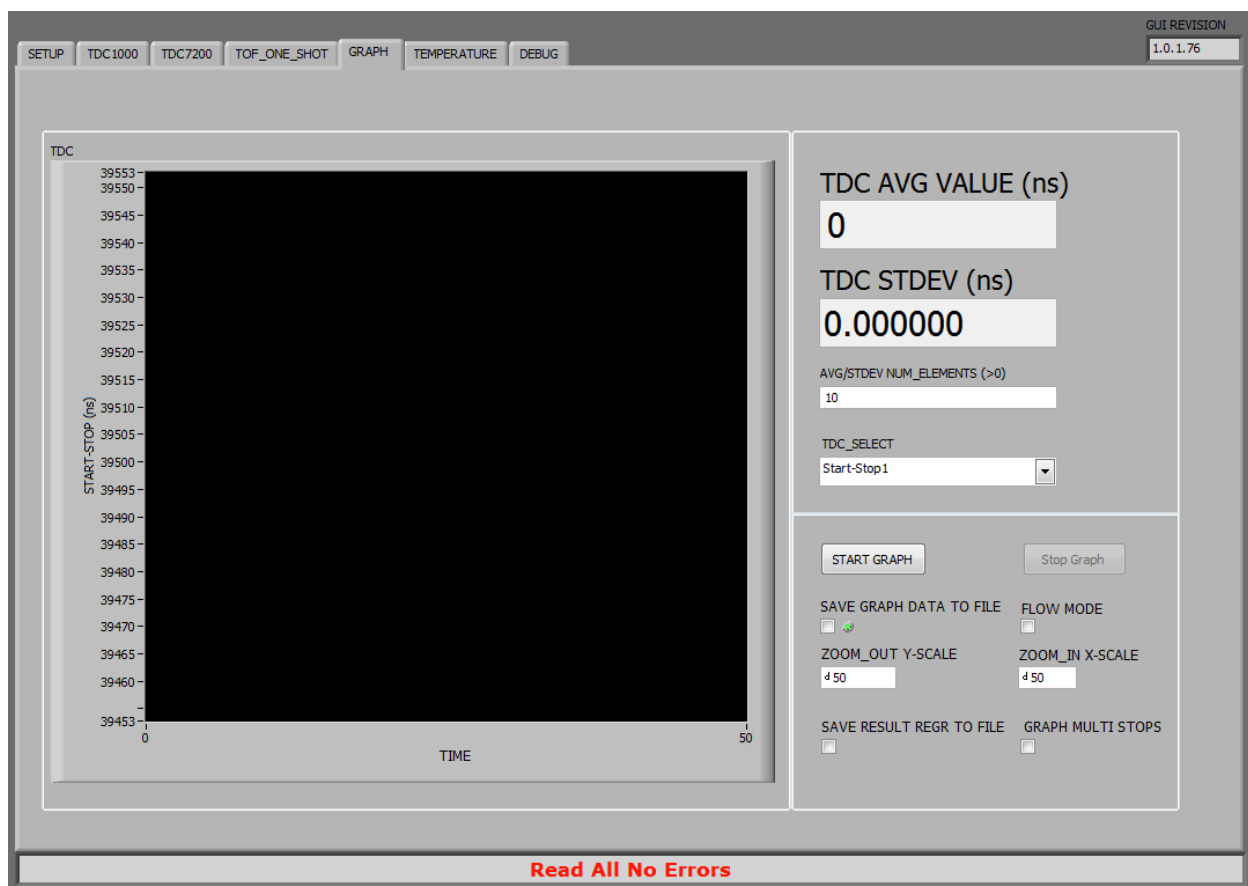 GUI REVISION
1.0.1.76
SETUP TDC1000 TDC7200 TOF_ONE_SHOT GRAPH TEMPERATURE DEBUG
TDC
39553
39550
39545
39540
39535
39530
39525
39520
39515
39510
39505
39500
39495
39490
39485
39480
39475
39470
39465
39460
39453
START-STOP (ns)
0 50
TIME
TDC AVG VALUE (ns)
0
TDC STDEV (ns)
0.000000
AVG/STDEV NUM_ELEMENTS (>0)
10
TDC_SELECT
Start-Stop1
START GRAPH Stop Graph
SAVE GRAPH DATA TO FILE FLOW MODE
ZOOM_OUT Y-SCALE ZOOM_IN X-SCALE
d 50 d 50
SAVE RESULT REGR TO FILE GRAPH MULTI STOPS
Read All No Errors